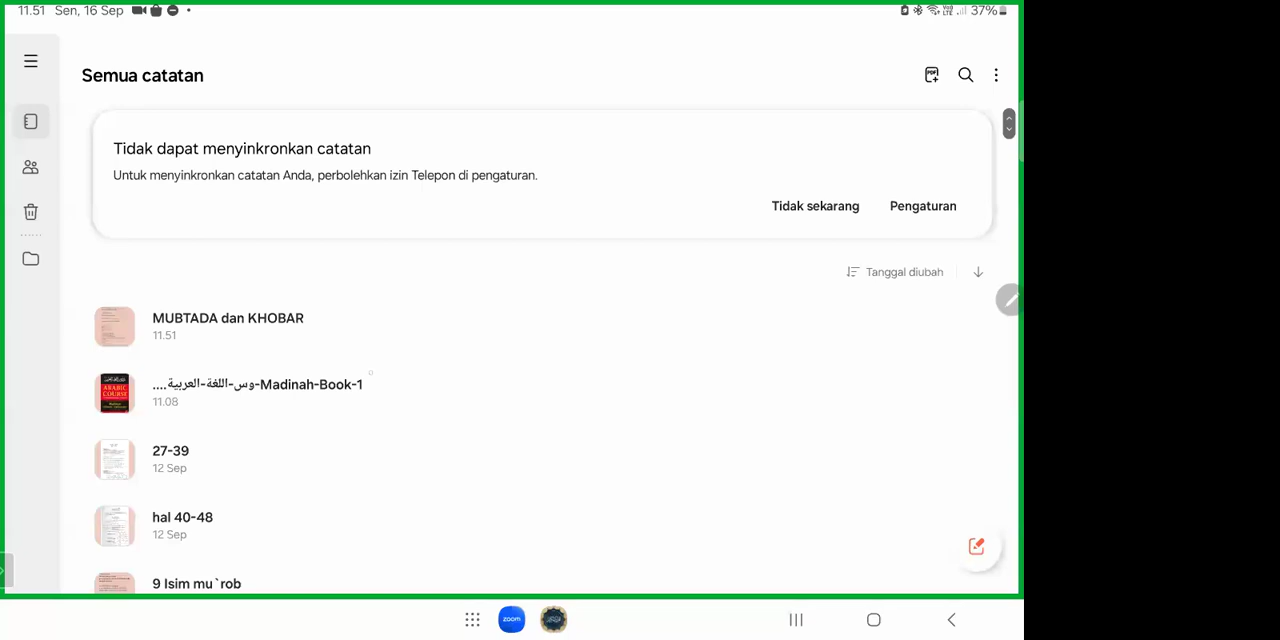 11.51 Sen, 16 Sep 37%
Semua catatan
Tidak dapat menyinkronkan catatan
Untuk menyinkronkan catatan Anda, perbolehkan izin Telepon di pengaturan.
Tidak sekarang Pengaturan
Tanggal diubah
MUBTADA dan KHOBAR
11.51
....وس-اللغة-العربية-Madinah-Book-1
11.08
ARABIC
COURSE
27-39
12 Sep
hal 40-48
12 Sep
9 Isim mu`rob
zoom